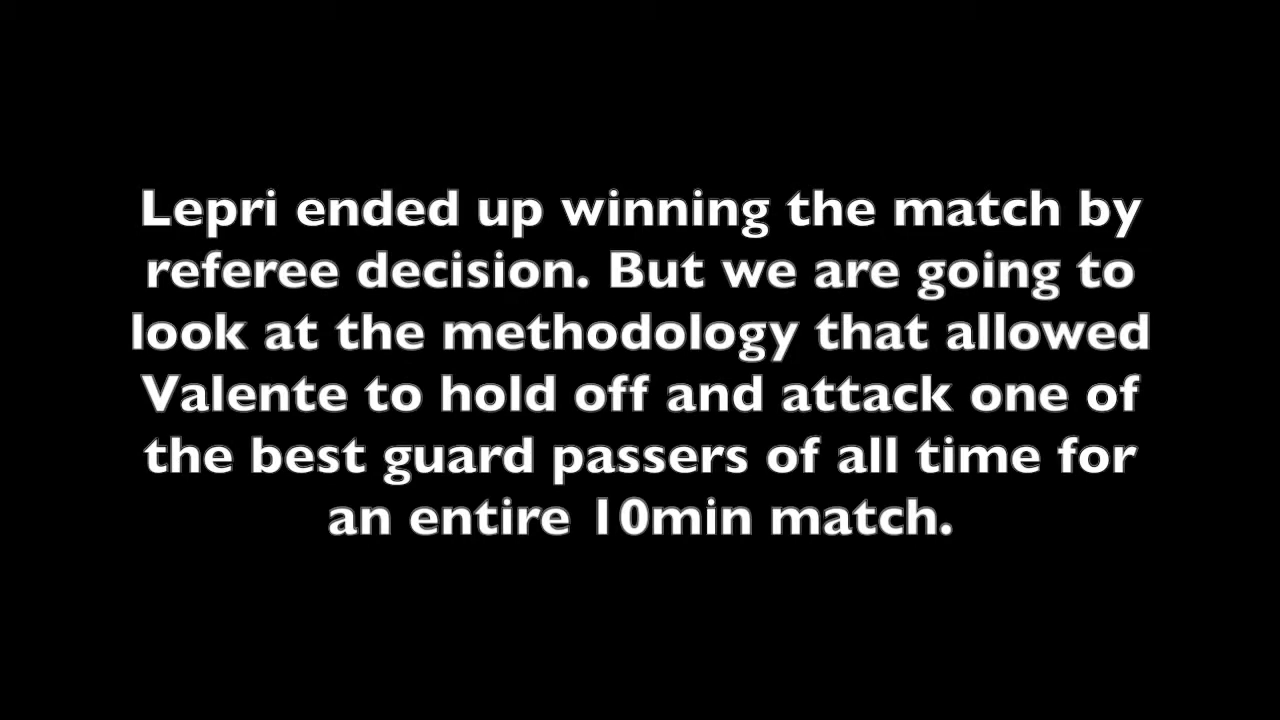 Lepri ended up winning the match by
referee decision. But we are going to
look at the methodology that allowed
Valente to hold off and attack one of
the best guard passers of all time for
an entire 10min match.